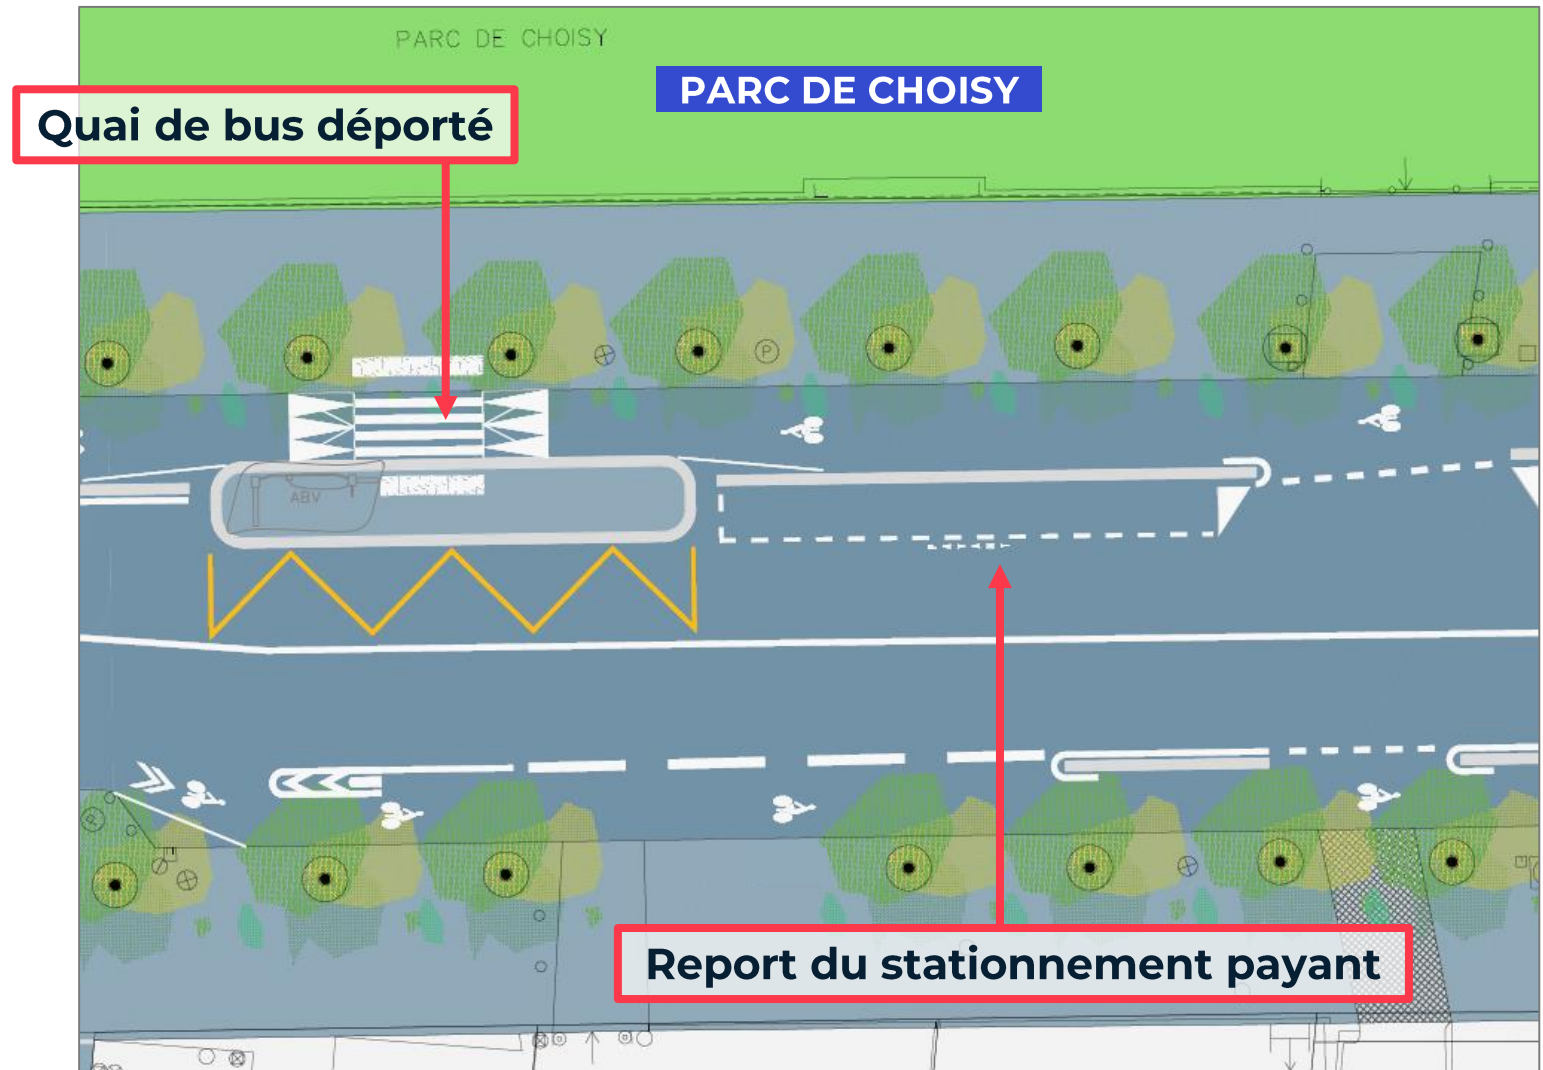 PARC DE CHOISY
PARC DE CHOISY
Quai de bus déporté
P
ABV
P
Report du stationnement payant